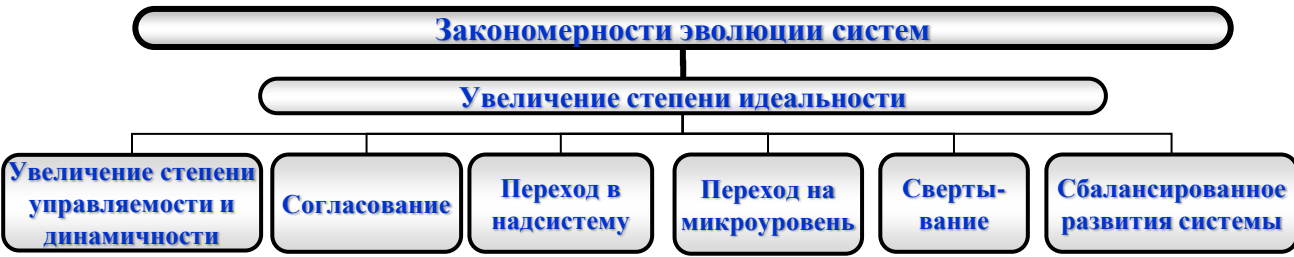 Закономерности эволюции систем
Увеличение степени идеальности
Увеличение степени
управляемости и
динамичности
Согласование
Переход в
надсистему
Переход на
микроуровень
Сверты-
вание
Сбалансированное
развития системы